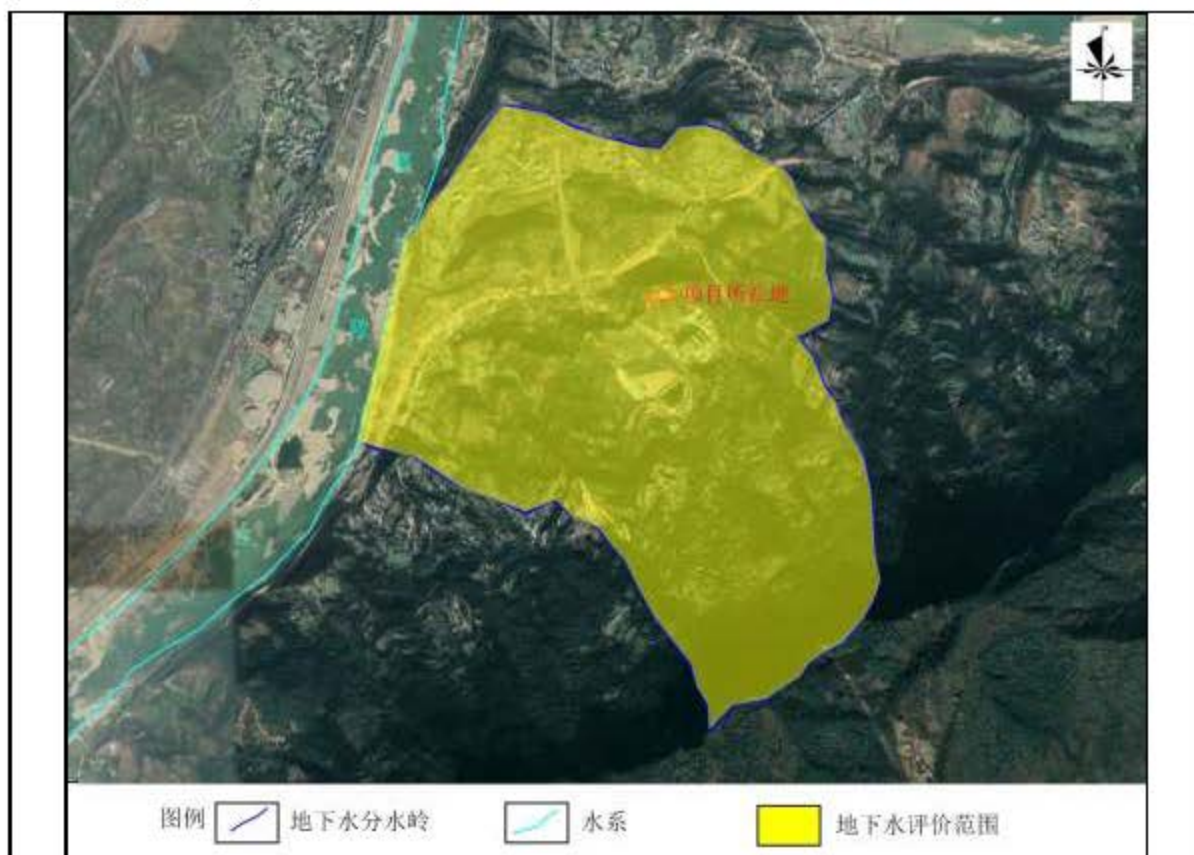 项目所在地
图例
地下水分水岭
水系
地下水评价范围